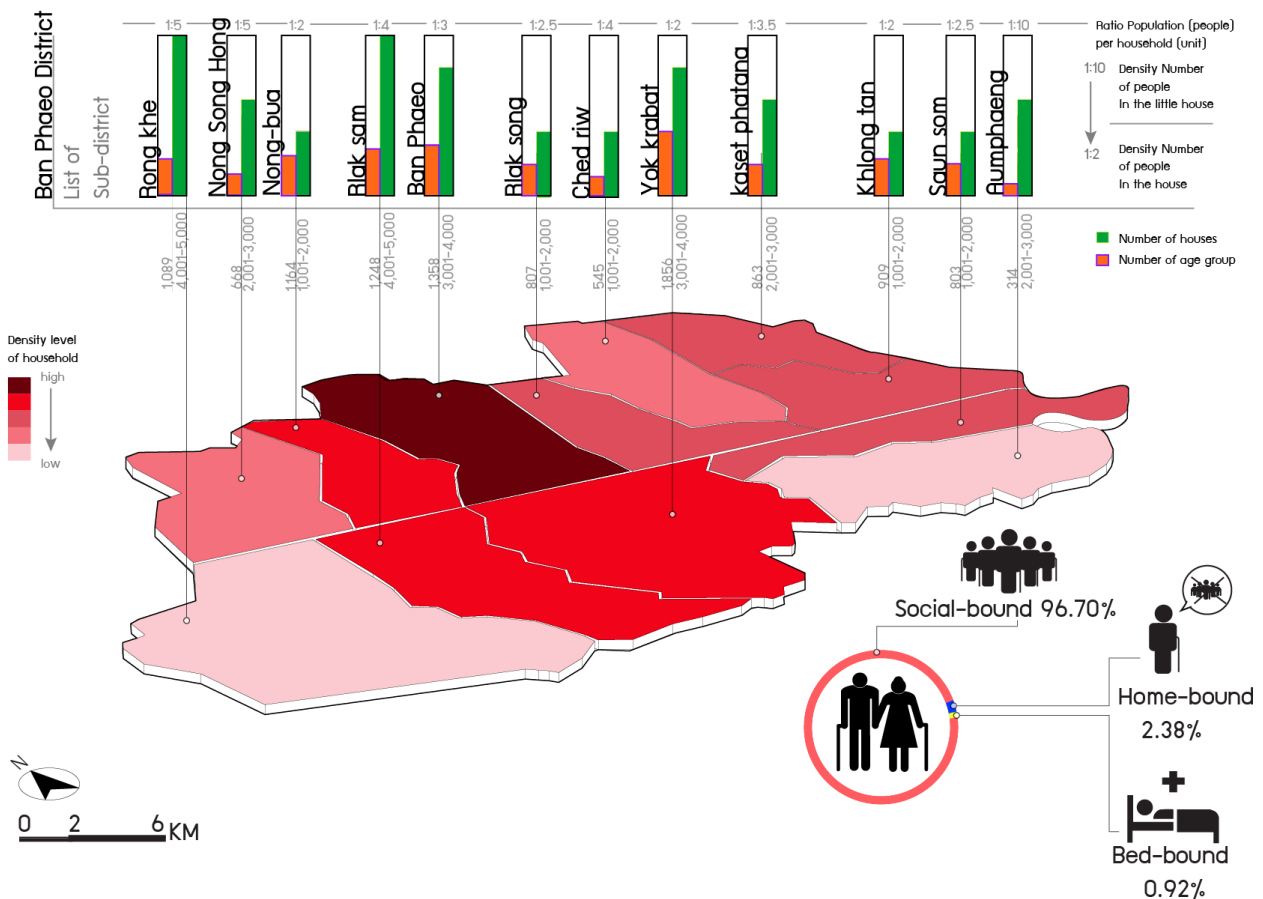 Ban Phaeo District
List of
Sub-district
1:5
1:5
1:2
1:4
1:3
1:2.5
1:4
1:2
1:3.5
1:2
1:2.5
1:10
Rong khe
Nong Song Hong
Nong-bua
Rlak sam
Ban Phaeo
Rlak song
Ched riw
Yok krabat
kaset phatana
Khlong tan
Saun som
Aumphaeng
Ratio Population (people)
per household (unit)
1:10
Density Number
of people
In the little house
1:2
Density Number
of people
In the house
Number of houses
Number of age group
1,089
4,001-5,000
668
2,001-3,000
1164
1,001-2,000
1,248
4,001-5,000
1,358
3,001-4,000
807
1,001-2,000
545
1,001-2,000
1856
3,001-4,000
863
2,001-3,000
909
1,001-2,000
803
1,001-2,000
314
2,001-3,000
Density level
of household
high
low
Social-bound 96.70%
Home-bound
2.38%
Bed-bound
0.92%
N
0 2 6 KM